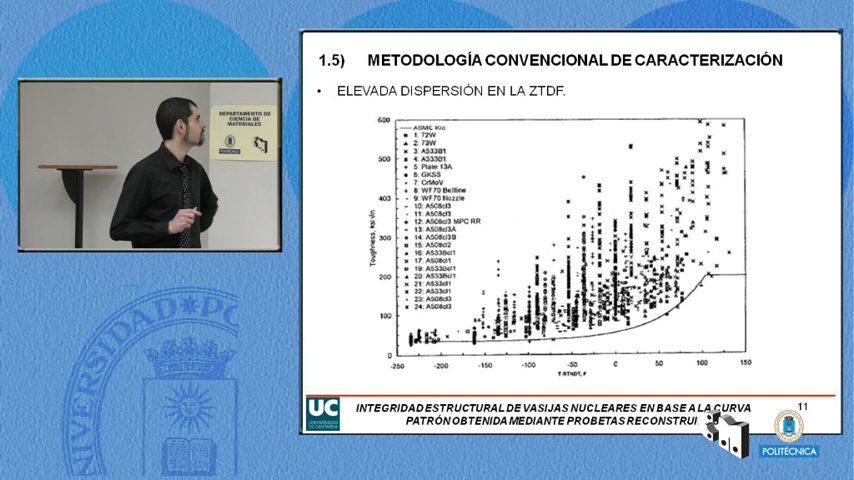 1.5) METODOLOGÍA CONVENCIONAL DE CARACTERIZACIÓN
• ELEVADA DISPERSIÓN EN LA ZTDF.
DEPARTAMENTO DE
CIENCIA DE
MATERIALES
POLITÉCNICA
600
500
400
300
200
100
0
Toughness, ksi√in
ASME KIc
1: 72W
2: 73W
3: A533B1
4: A533B1
5: Plate 13A
6: GKSS
7: CrMoV
8: WF70 Beltline
9: WF70 Nozzle
10: A508cl3
11: A508cl3
12: A508cl3 MPC RR
13: A508cl3A
14: A508cl3B
15: A508cl2
16: A533Bcl1
17: A508cl1
19: A533Bcl1
20: A533Bcl1
21: A533cl1
22: A533cl1
23: A508cl3
24: A508cl3
-250 -200 -150 -100 -50 0 50 100 150
T-RTNDT, F
UC
UNIVERSIDAD
DE CANTABRIA
INTEGRIDAD ESTRUCTURAL DE VASIJAS NUCLEARES EN BASE A LA CURVA
PATRÓN OBTENIDA MEDIANTE PROBETAS RECONSTRUI
11
POLITÉCNICA
VERSIDAD PO